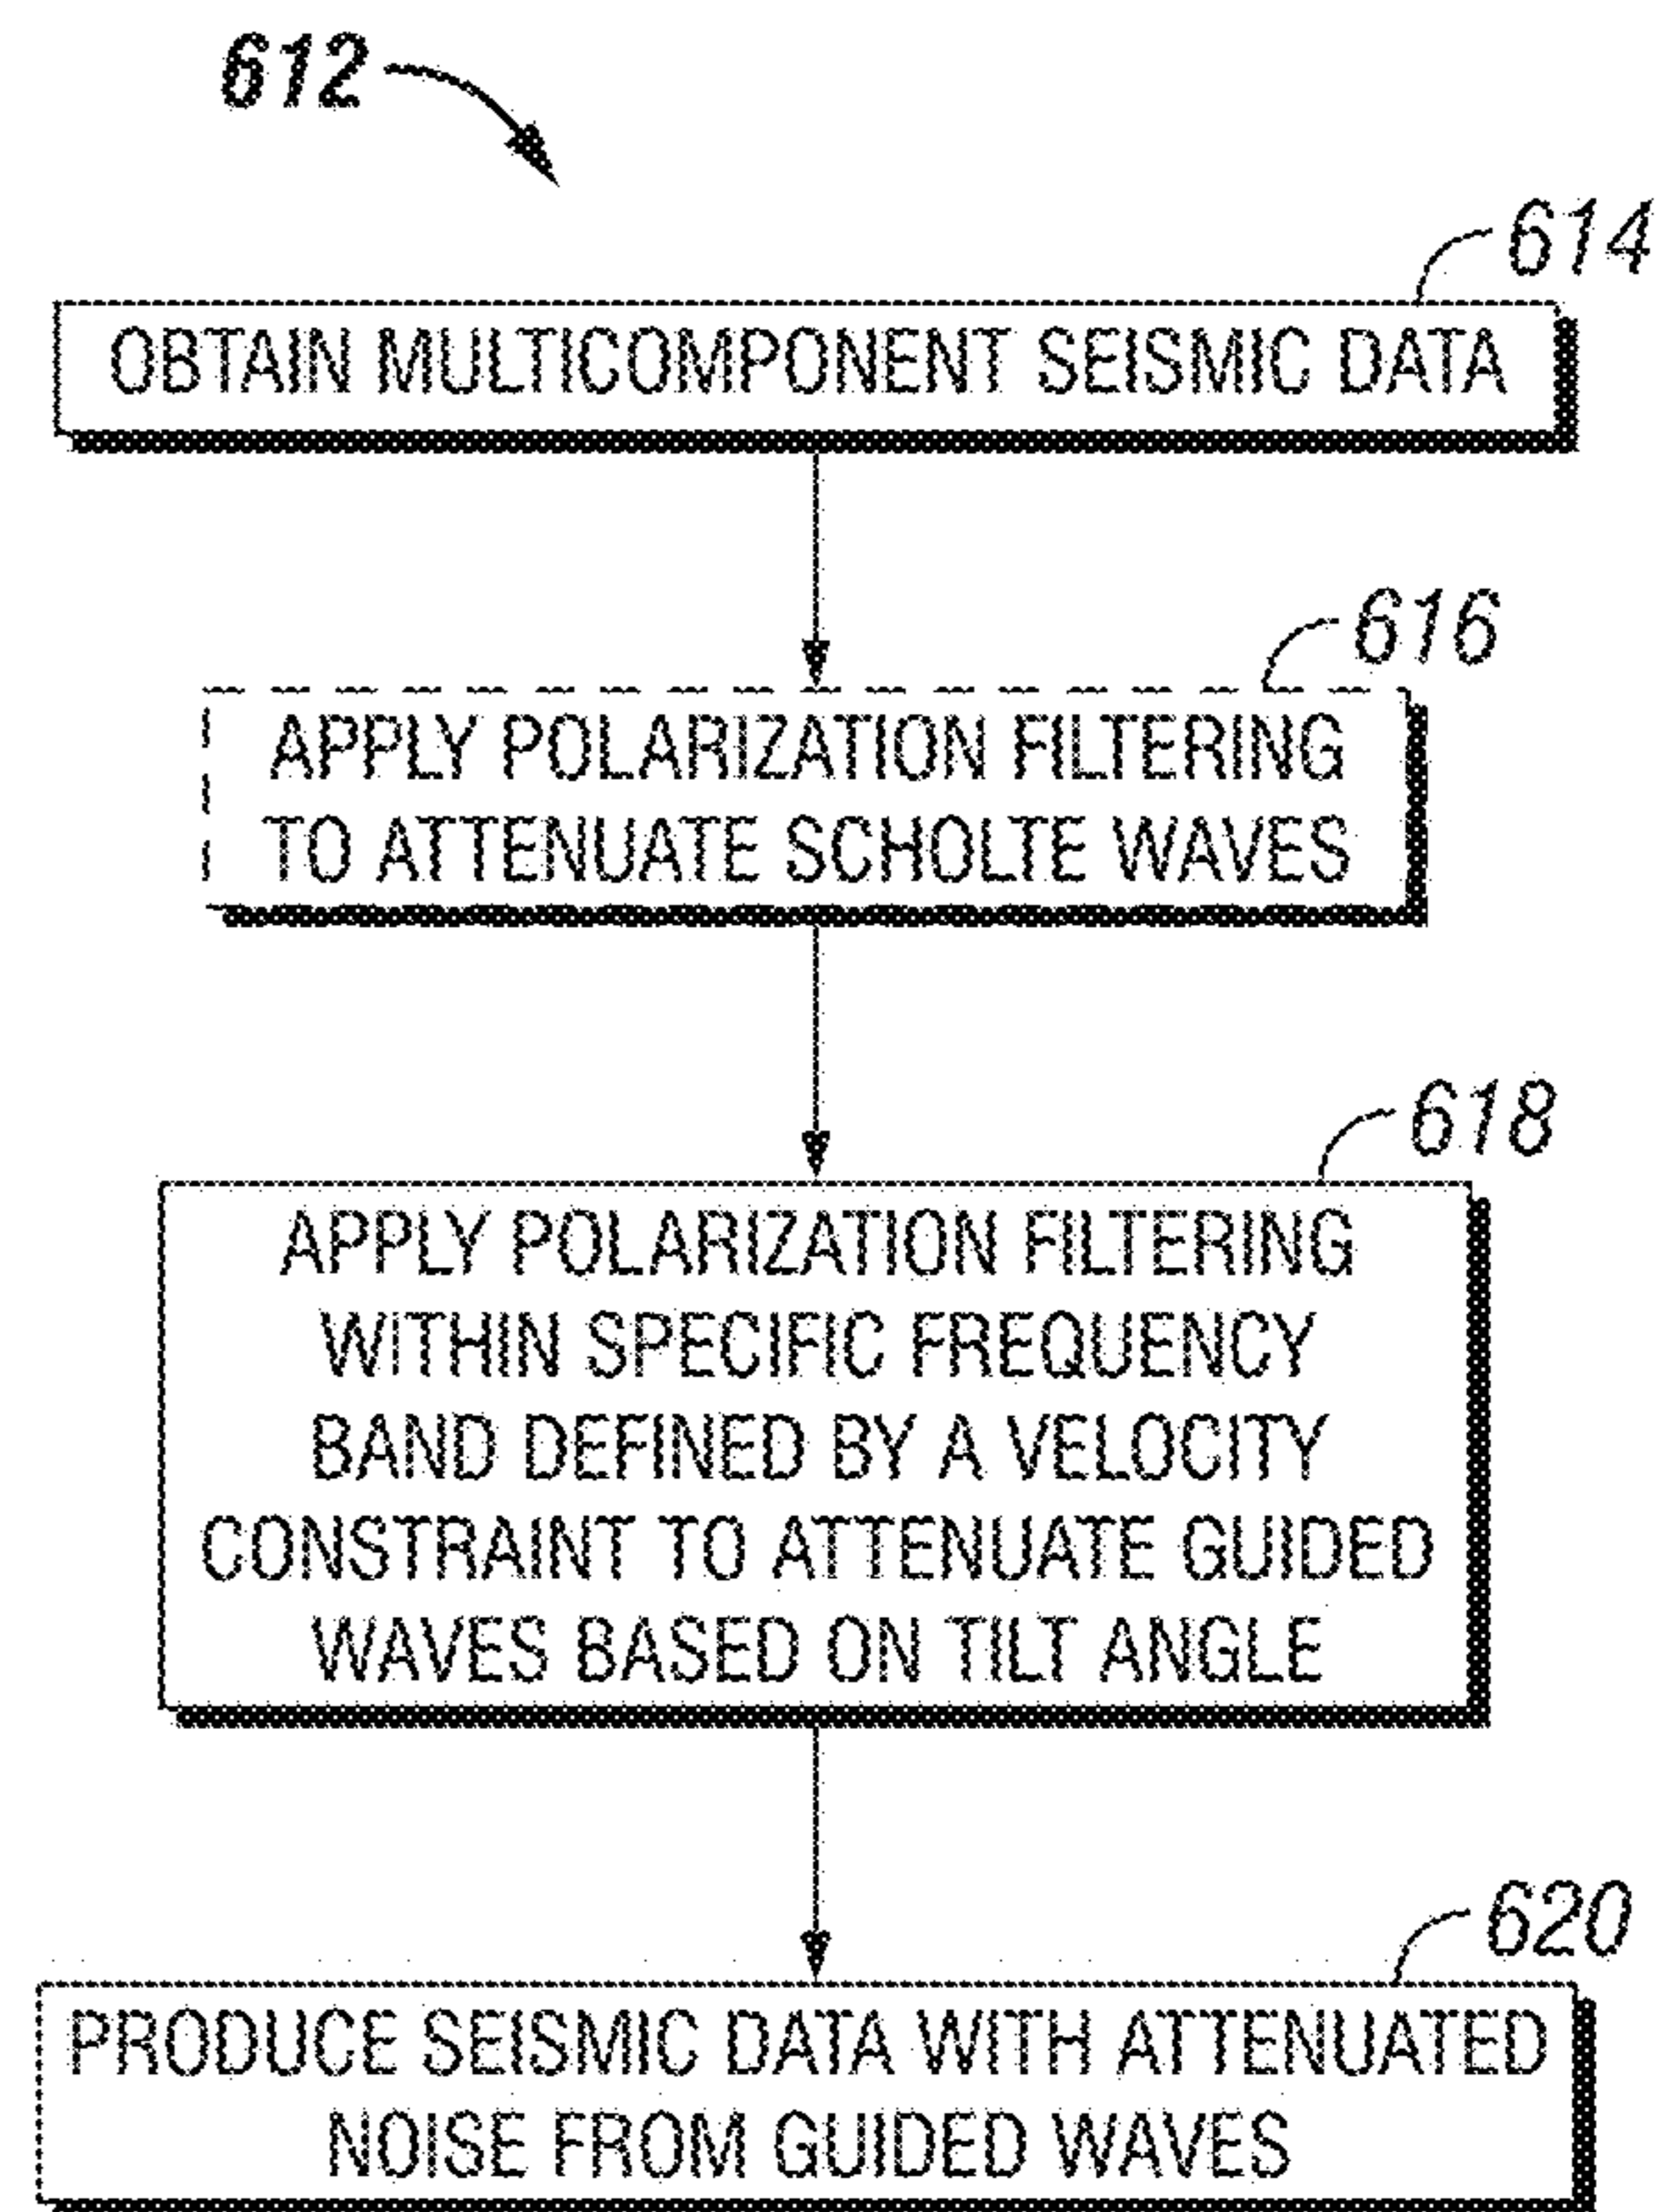 612
614
OBTAIN MULTICOMPONENT SEISMIC DATA
616
APPLY POLARIZATION FILTERING
TO ATTENUATE SCHOLTE WAVES
618
APPLY POLARIZATION FILTERING
WITHIN SPECIFIC FREQUENCY
BAND DEFINED BY A VELOCITY
CONSTRAINT TO ATTENUATE GUIDED
WAVES BASED ON TILT ANGLE
620
PRODUCE SEISMIC DATA WITH ATTENUATED
NOISE FROM GUIDED WAVES